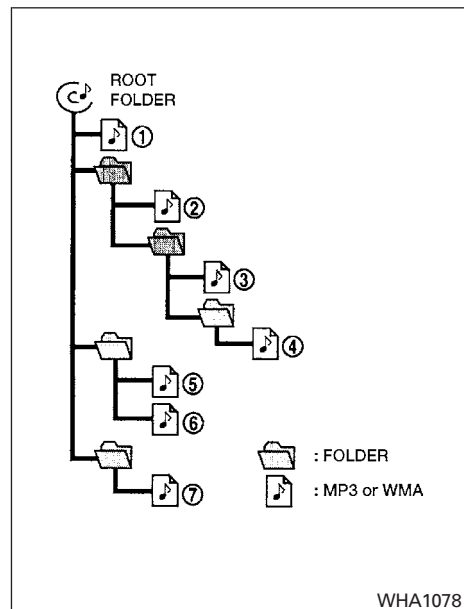 ROOT
FOLDER
①
②
③
④
⑤
⑥
⑦
: FOLDER
: MP3 or WMA
WHA1078